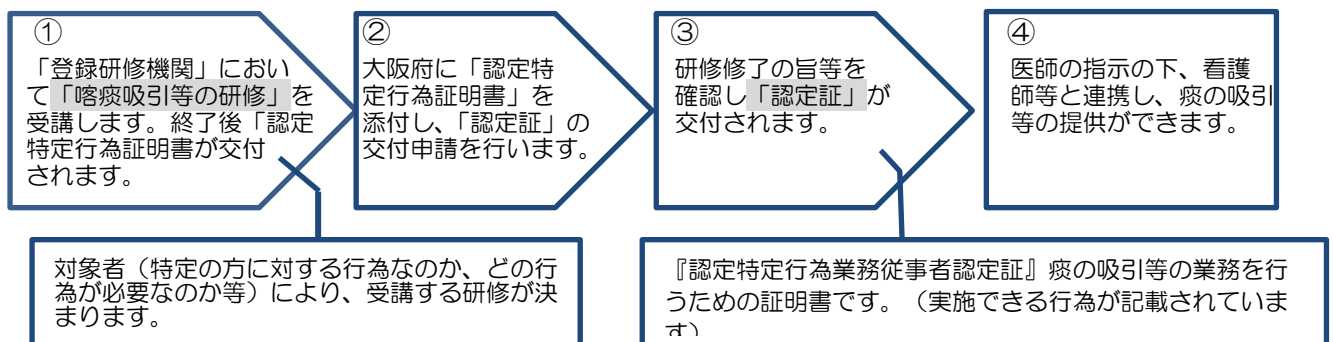 ①
「登録研修機関」におい
て「喀痰吸引等の研修」を
受講します。終了後「認定
特定行為証明書が交付
されます。
②
大阪府に「認定特
定行為証明書」を
添付し、「認定証」の
交付申請を行います。
③
研修修了の旨等を
確認し「認定証」が
交付されます。
④
医師の指示の下、看護
師等と連携し、痰の吸引
等の提供ができます。
対象者（特定の方に対する行為なのか、どの行
為が必要なのか等）により、受講する研修が決
まります。
『認定特定行為業務従事者認定証』痰の吸引等の業務を行
うための証明書です。（実施できる行為が記載されていま
す）